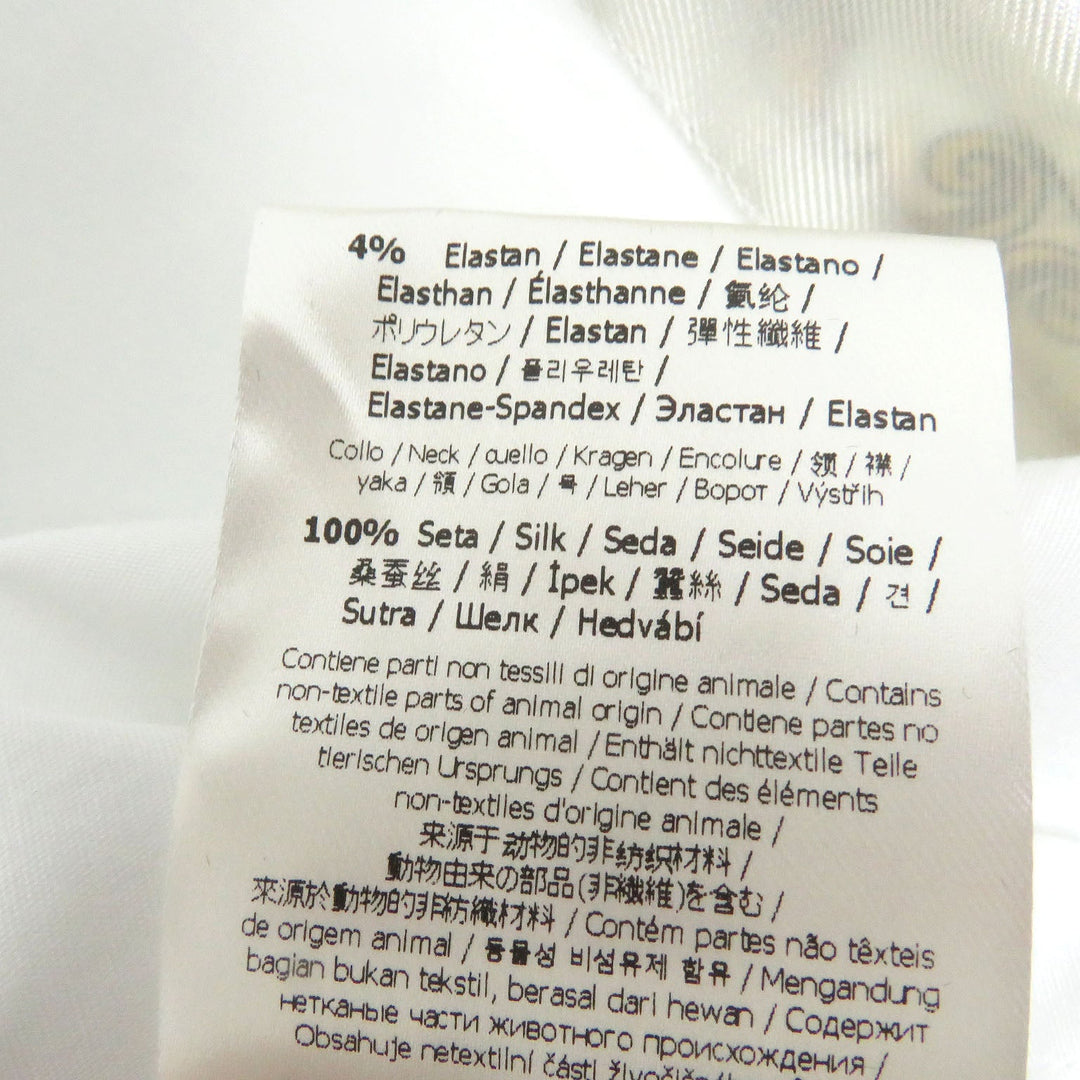 4% Elastan / Elastane / Elastano /
Elasthan / Élasthanne / 氨纶 /
ポリウレタン / Elastan / 彈性纖維 /
Elastano / 폴리우레탄 /
Elastane-Spandex / Эластан / Elastan
Collo / Neck / cuello / Kragen / Encolure / 领 / 襟 /
yaka / 領 / Gola / 목 / Leher / Ворот / Výstřih
100% Seta / Silk / Seda / Seide / Soie /
桑蚕丝 / 絹 / İpek / 蠶絲 / Seda / 견 /
Sutra / Шелк / Hedvábí
Contiene parti non tessili di origine animale / Contains
non-textile parts of animal origin / Contiene partes no
textiles de origen animal / Enthält nichttextile Teile
tierischen Ursprungs / Contient des éléments
non-textiles d'origine animale /
来源于动物的非纺织材料 /
動物由来の部品(非繊維)を含む /
來源於動物的非紡織材料 / Contém partes não têxteis
de origem animal / 동물성 비섬유제 함유 / Mengandung
bagian bukan tekstil, berasal dari hewan / Содержит
нетканые части животного происхождения /
Obsahuje netextilní části